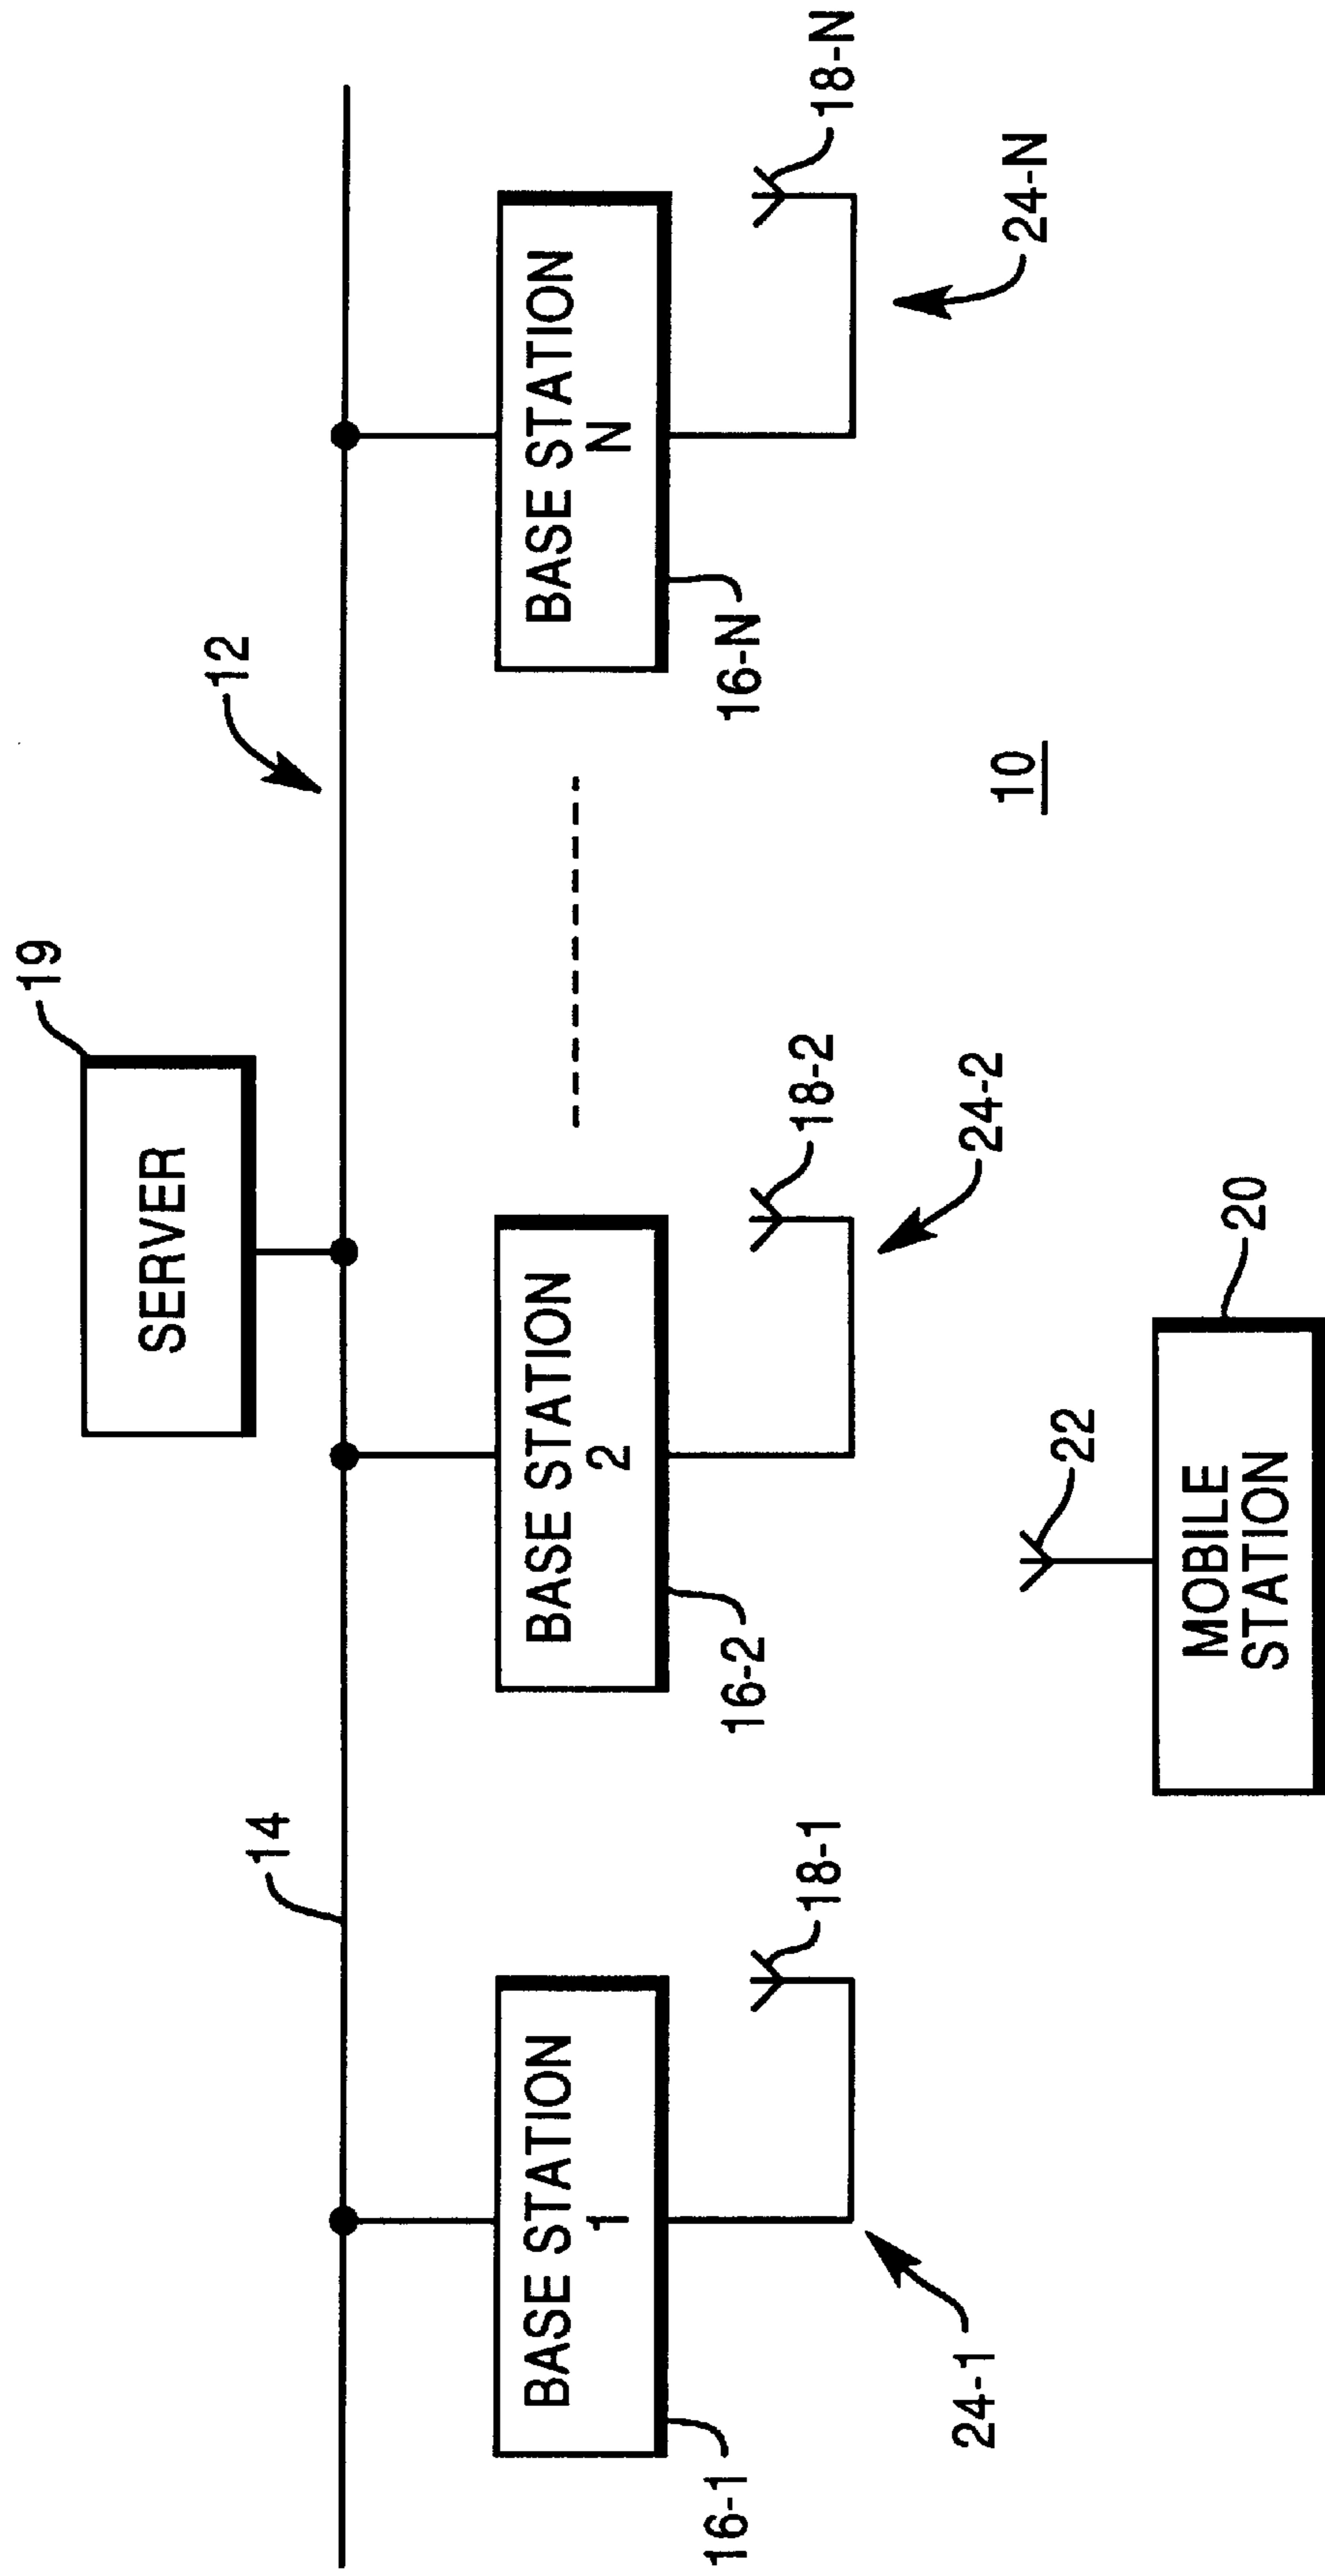 19
SERVER
12
14
BASE STATION
1
BASE STATION
2
BASE STATION
N
16-1
18-1
16-2
18-2
16-N
18-N
24-1
24-2
24-N
10
22
MOBILE
STATION
20